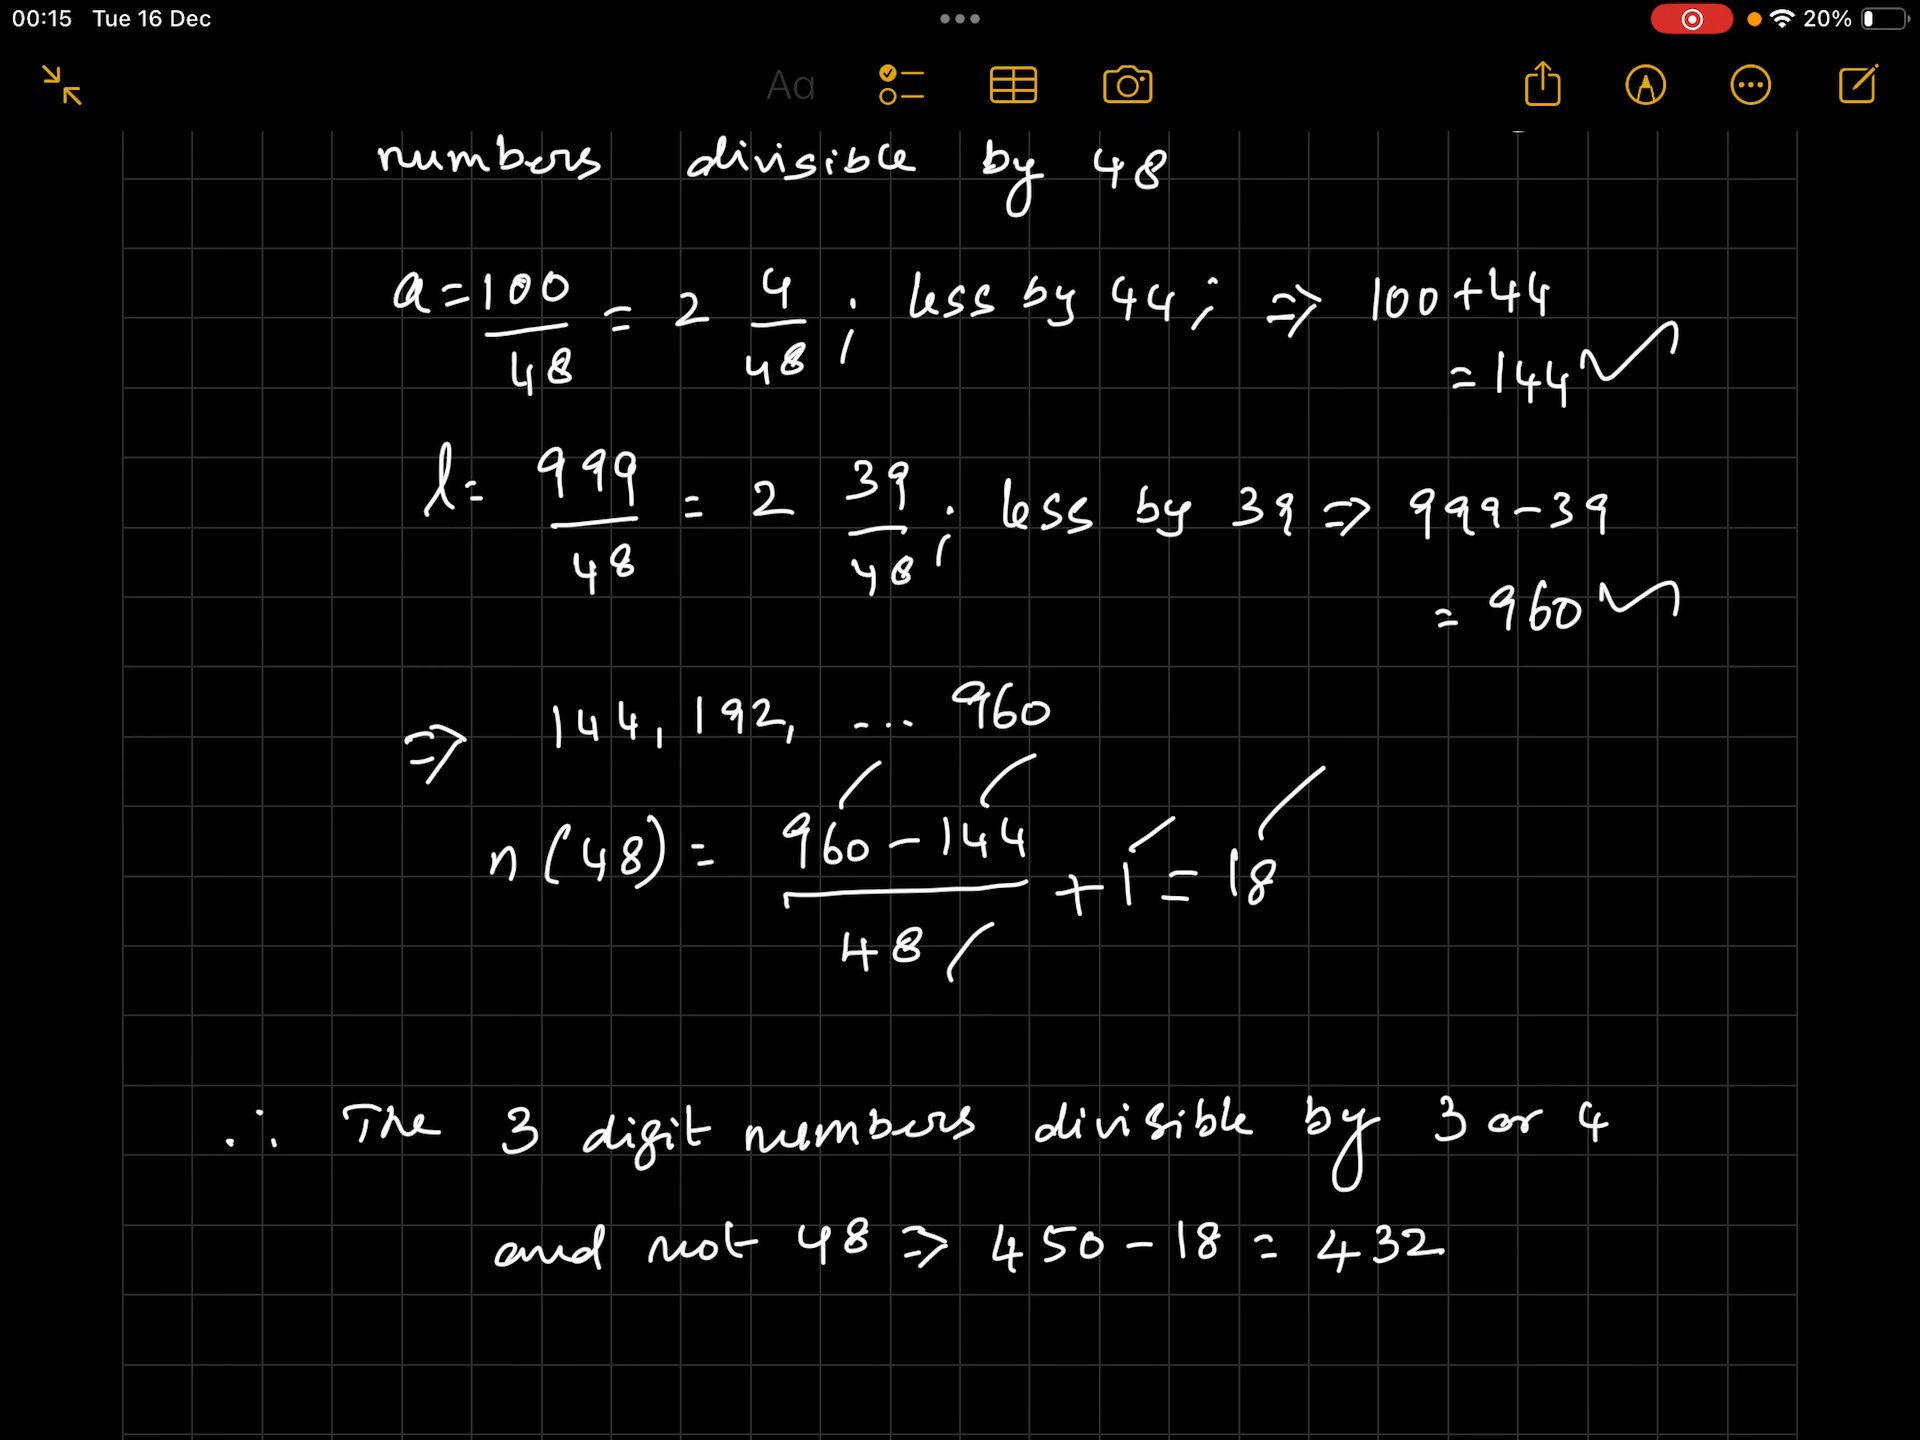 00:15 Tue 16 Dec
20%
Aa
numbers divisible by 48
a = 100/48 = 2 4/48 ; less by 44 ; ⇒ 100 + 44
= 144
l = 999/48 = 2 39/48 ; less by 39 ⇒ 999 - 39
= 960
⇒ 144, 192, ... 960
n (48) = 960 - 144/48 + 1 = 18
∴ The 3 digit numbers divisible by 3 or 4
and not 48 ⇒ 450 - 18 = 432